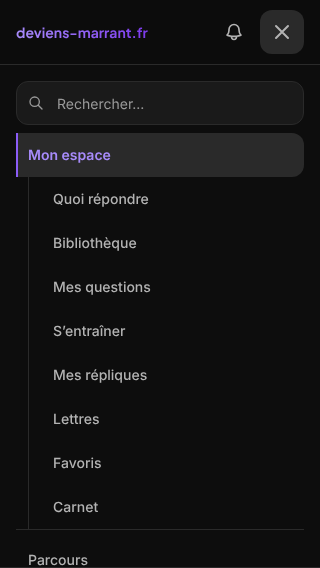 deviens-marrant.fr
Rechercher...
Mon espace
Quoi répondre
Bibliothèque
Mes questions
S’entraîner
Mes répliques
Lettres
Favoris
Carnet
Parcours